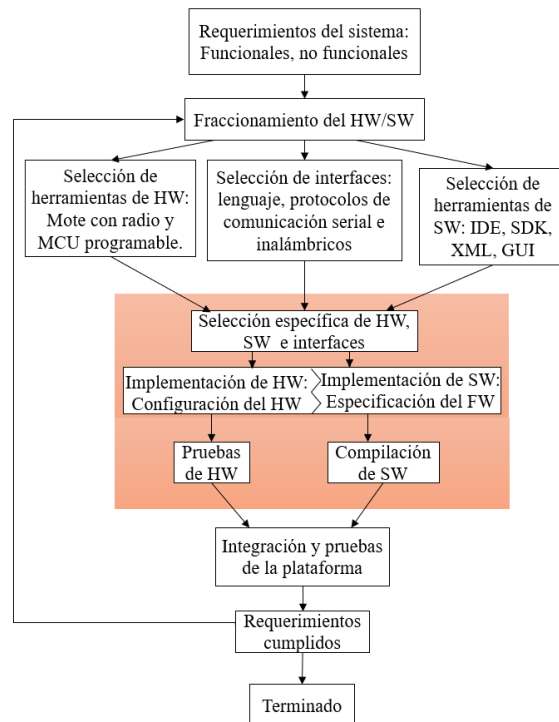 Requerimientos del sistema:
Funcionales, no funcionales
Fraccionamiento del HW/SW
Selección de
herramientas de HW:
Mote con radio y
MCU programable.
Selección de interfaces:
lenguaje, protocolos de
comunicación serial e
inalámbricos
Selección de
herramientas de
SW: IDE, SDK,
XML, GUI
Selección específica de HW,
SW e interfaces
Implementación de HW:
Configuración del HW
Implementación de SW:
Especificación del FW
Pruebas
de HW
Compilación
de SW
Integración y pruebas
de la plataforma
Requerimientos
cumplidos
Terminado